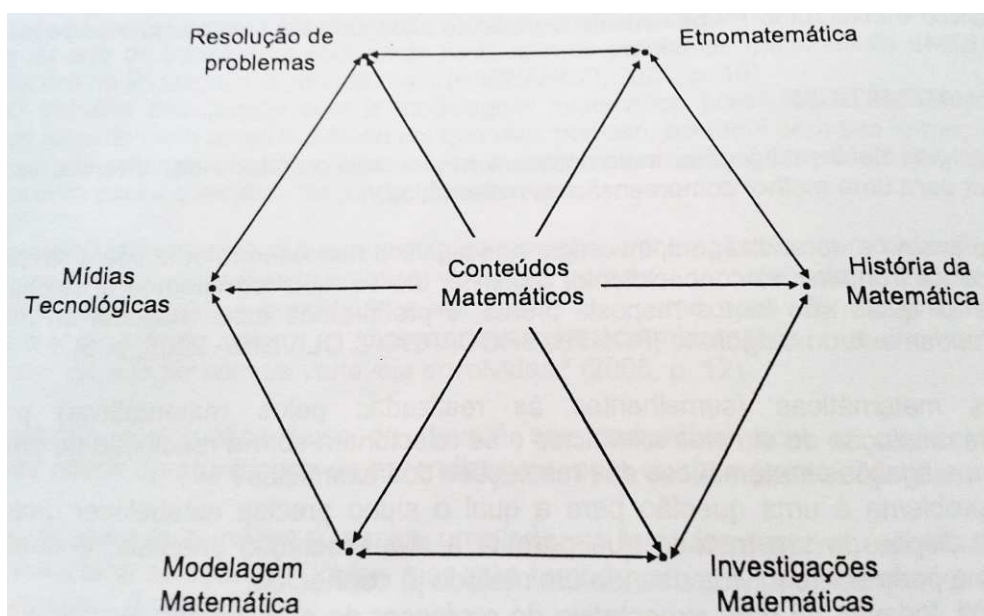 Resolução de
problemas
Etnomatemática
Mídias
Tecnológicas
Conteúdos
Matemáticos
História da
Matemática
Modelagem
Matemática
Investigações
Matemáticas